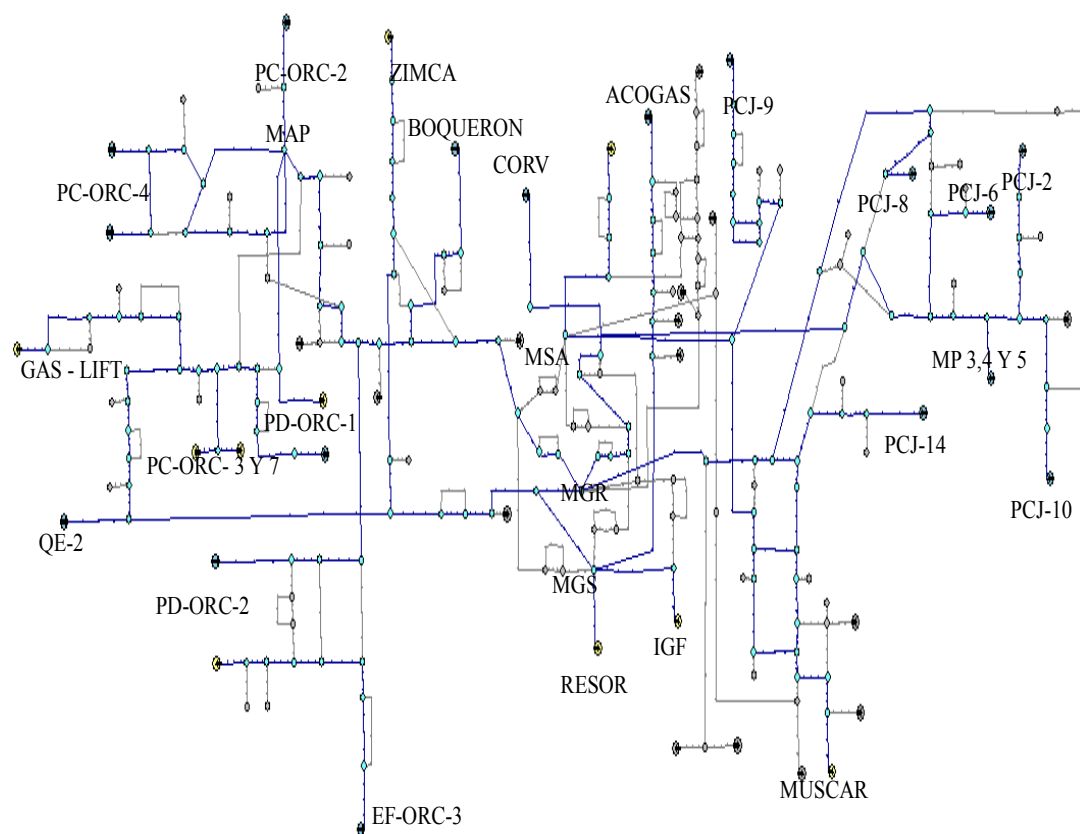 PC-ORC-2
ZIMCA
ACOGAS
PCJ-9
MAP
BOQUERON
CORV
PC-ORC-4
PCJ-8
PCJ-6
PCJ-2
GAS - LIFT
MSA
MP 3,4 Y 5
PD-ORC-1
PCJ-14
PC-ORC- 3 Y 7
MGR
PCJ-10
QE-2
MGS
PD-ORC-2
IGF
RESOR
MUSCAR
EF-ORC-3